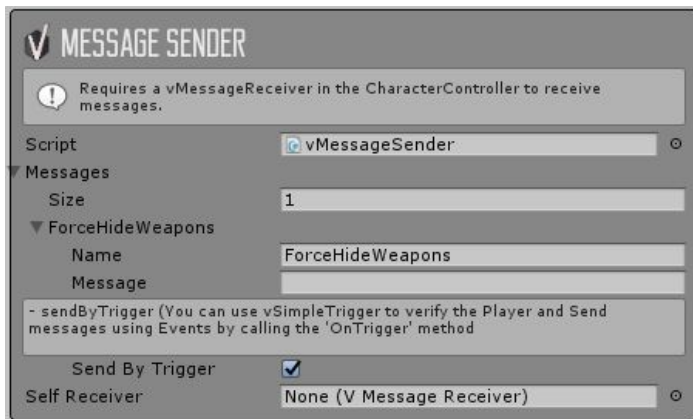 MESSAGE SENDER
Requires a vMessageReceiver in the CharacterController to receive
messages.
Script vMessageSender
Messages
Size 1
ForceHideWeapons
Name ForceHideWeapons
Message
- sendByTrigger (You can use vSimpleTrigger to verify the Player and Send
messages using Events by calling the 'OnTrigger' method
Send By Trigger
Self Receiver None (V Message Receiver)